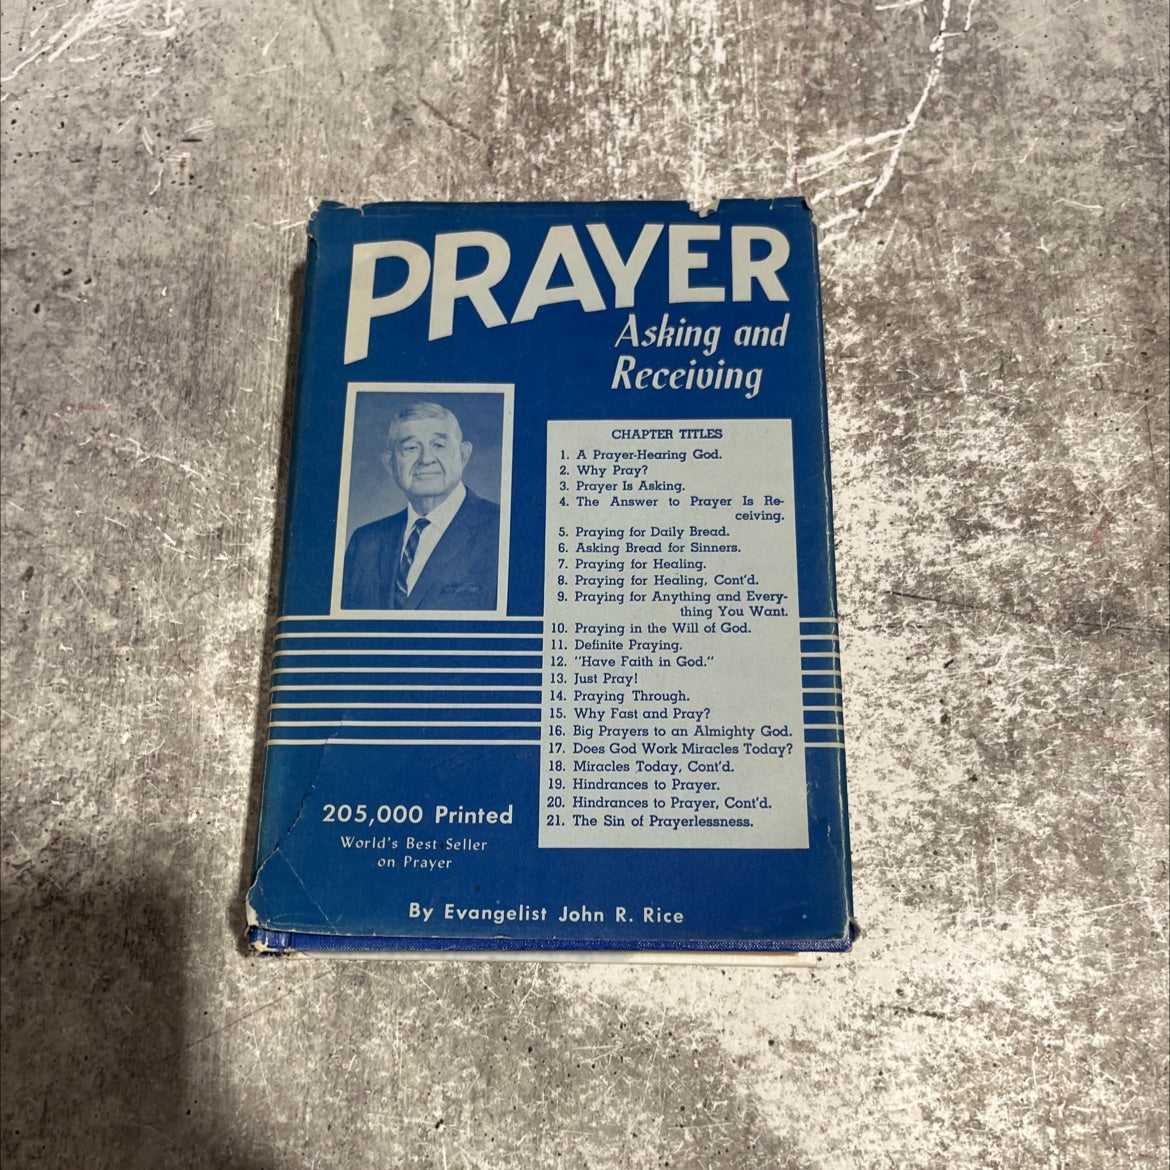 PRAYER
Asking and
Receiving
CHAPTER TITLES
1. A Prayer-Hearing God.
2. Why Pray?
3. Prayer Is Asking.
4. The Answer to Prayer Is Re-
ceiving.
5. Praying for Daily Bread.
6. Asking Bread for Sinners.
7. Praying for Healing.
8. Praying for Healing, Cont'd.
9. Praying for Anything and Every-
thing You Want.
10. Praying in the Will of God.
11. Definite Praying.
12. "Have Faith in God."
13. Just Pray!
14. Praying Through.
15. Why Fast and Pray?
16. Big Prayers to an Almighty God.
17. Does God Work Miracles Today?
18. Miracles Today, Cont'd.
19. Hindrances to Prayer.
20. Hindrances to Prayer, Cont'd.
21. The Sin of Prayerlessness.
205,000 Printed
World's Best Seller
on Prayer
By Evangelist John R. Rice